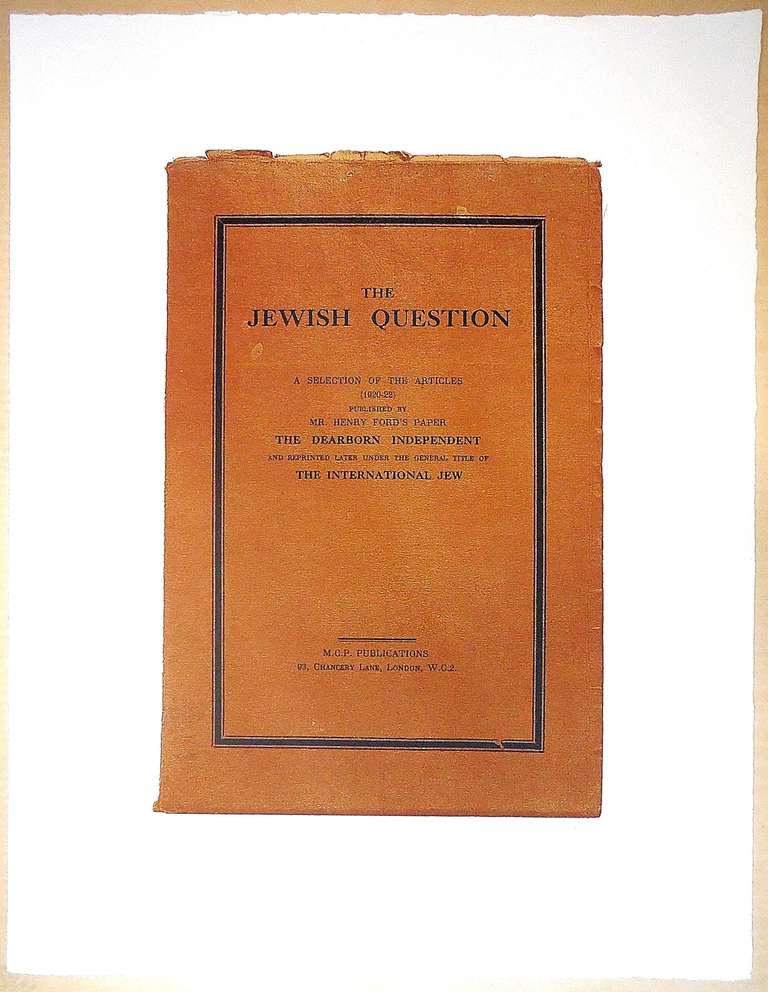 THE
JEWISH QUESTION
A SELECTION OF THE ARTICLES
(1920-22)
PUBLISHED BY
MR. HENRY FORD'S PAPER
THE DEARBORN INDEPENDENT
AND REPRINTED LATER UNDER THE GENERAL TITLE OF
THE INTERNATIONAL JEW
M.C.P. PUBLICATIONS
93, CHANCERY LANE, LONDON, W.C.2.